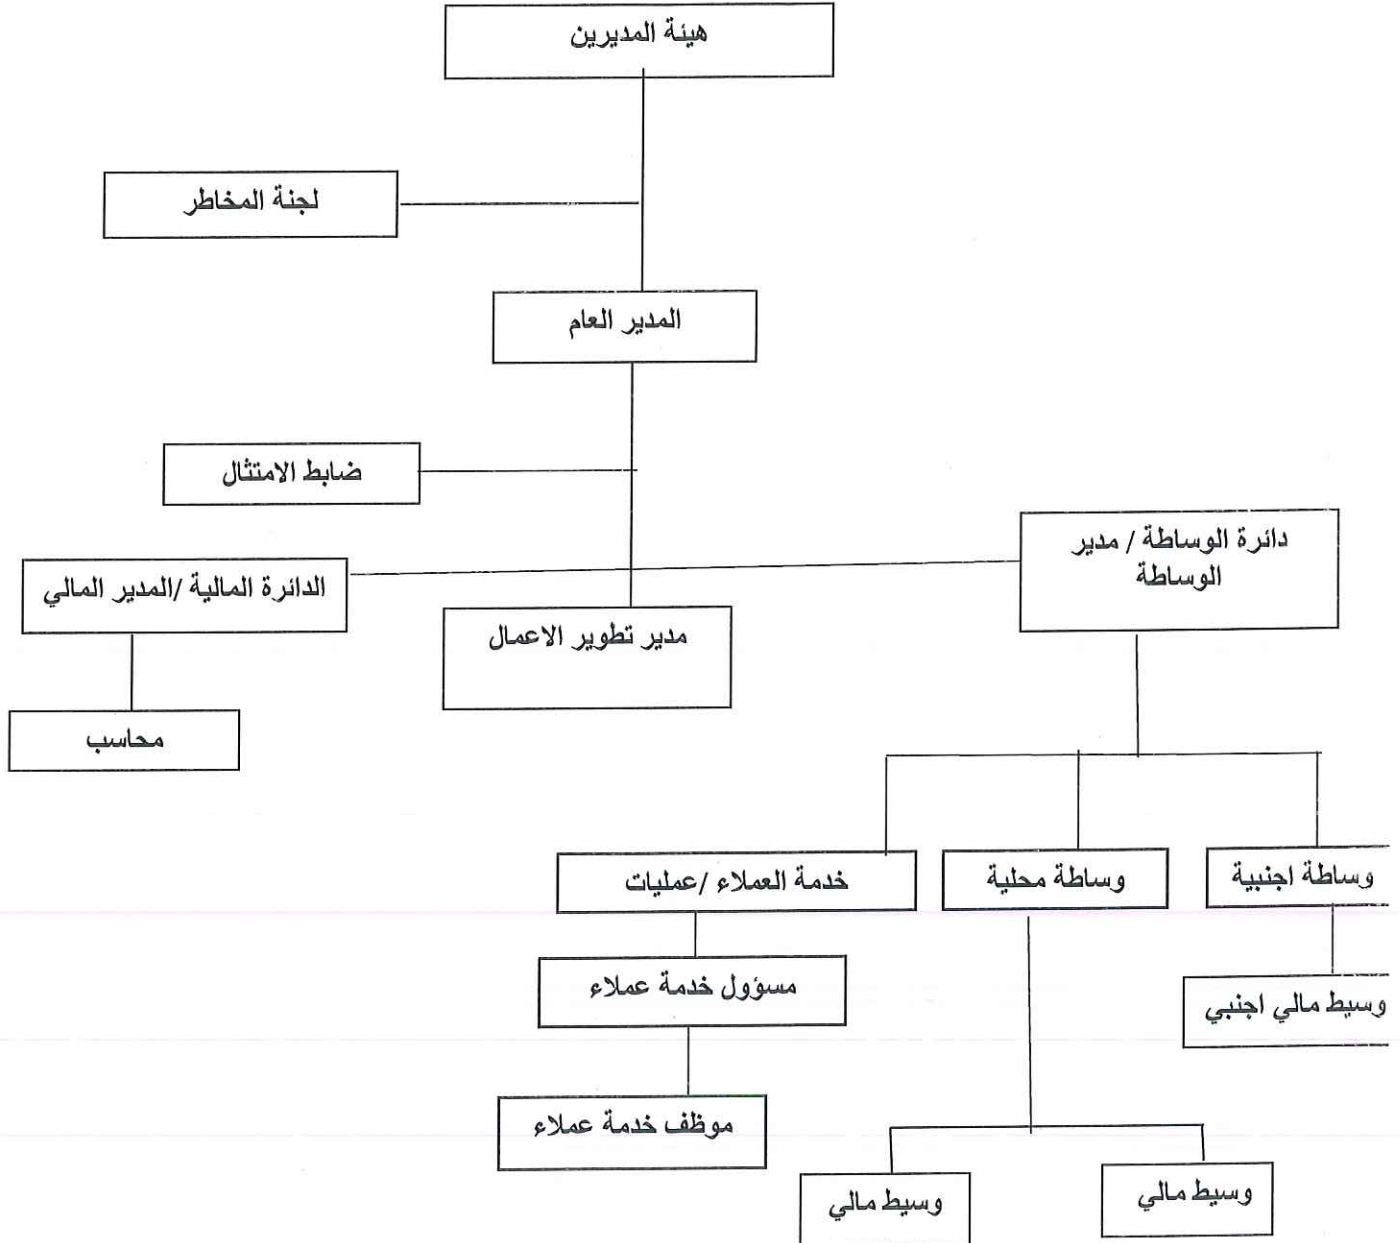 هيئة المديرين
لجنة المخاطر
المدير العام
ضابط الامتثال
دائرة الوساطة / مدير
الوساطة
الدائرة المالية /المدير المالي
مدير تطوير الاعمال
محاسب
وساطة اجنبية
وساطة محلية
خدمة العملاء /عمليات
مسؤول خدمة عملاء
وسيط مالي اجنبي
موظف خدمة عملاء
وسيط مالي
وسيط مالي